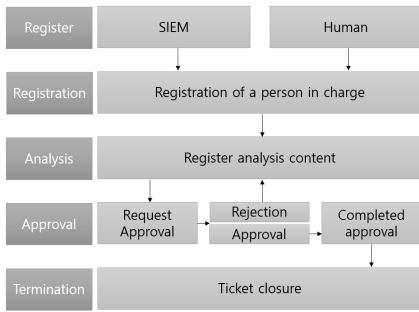 Register
SIEM
Human
Registration
Registration of a person in charge
Analysis
Register analysis content
Approval
Request
Approval
Rejection
Approval
Completed
approval
Termination
Ticket closure